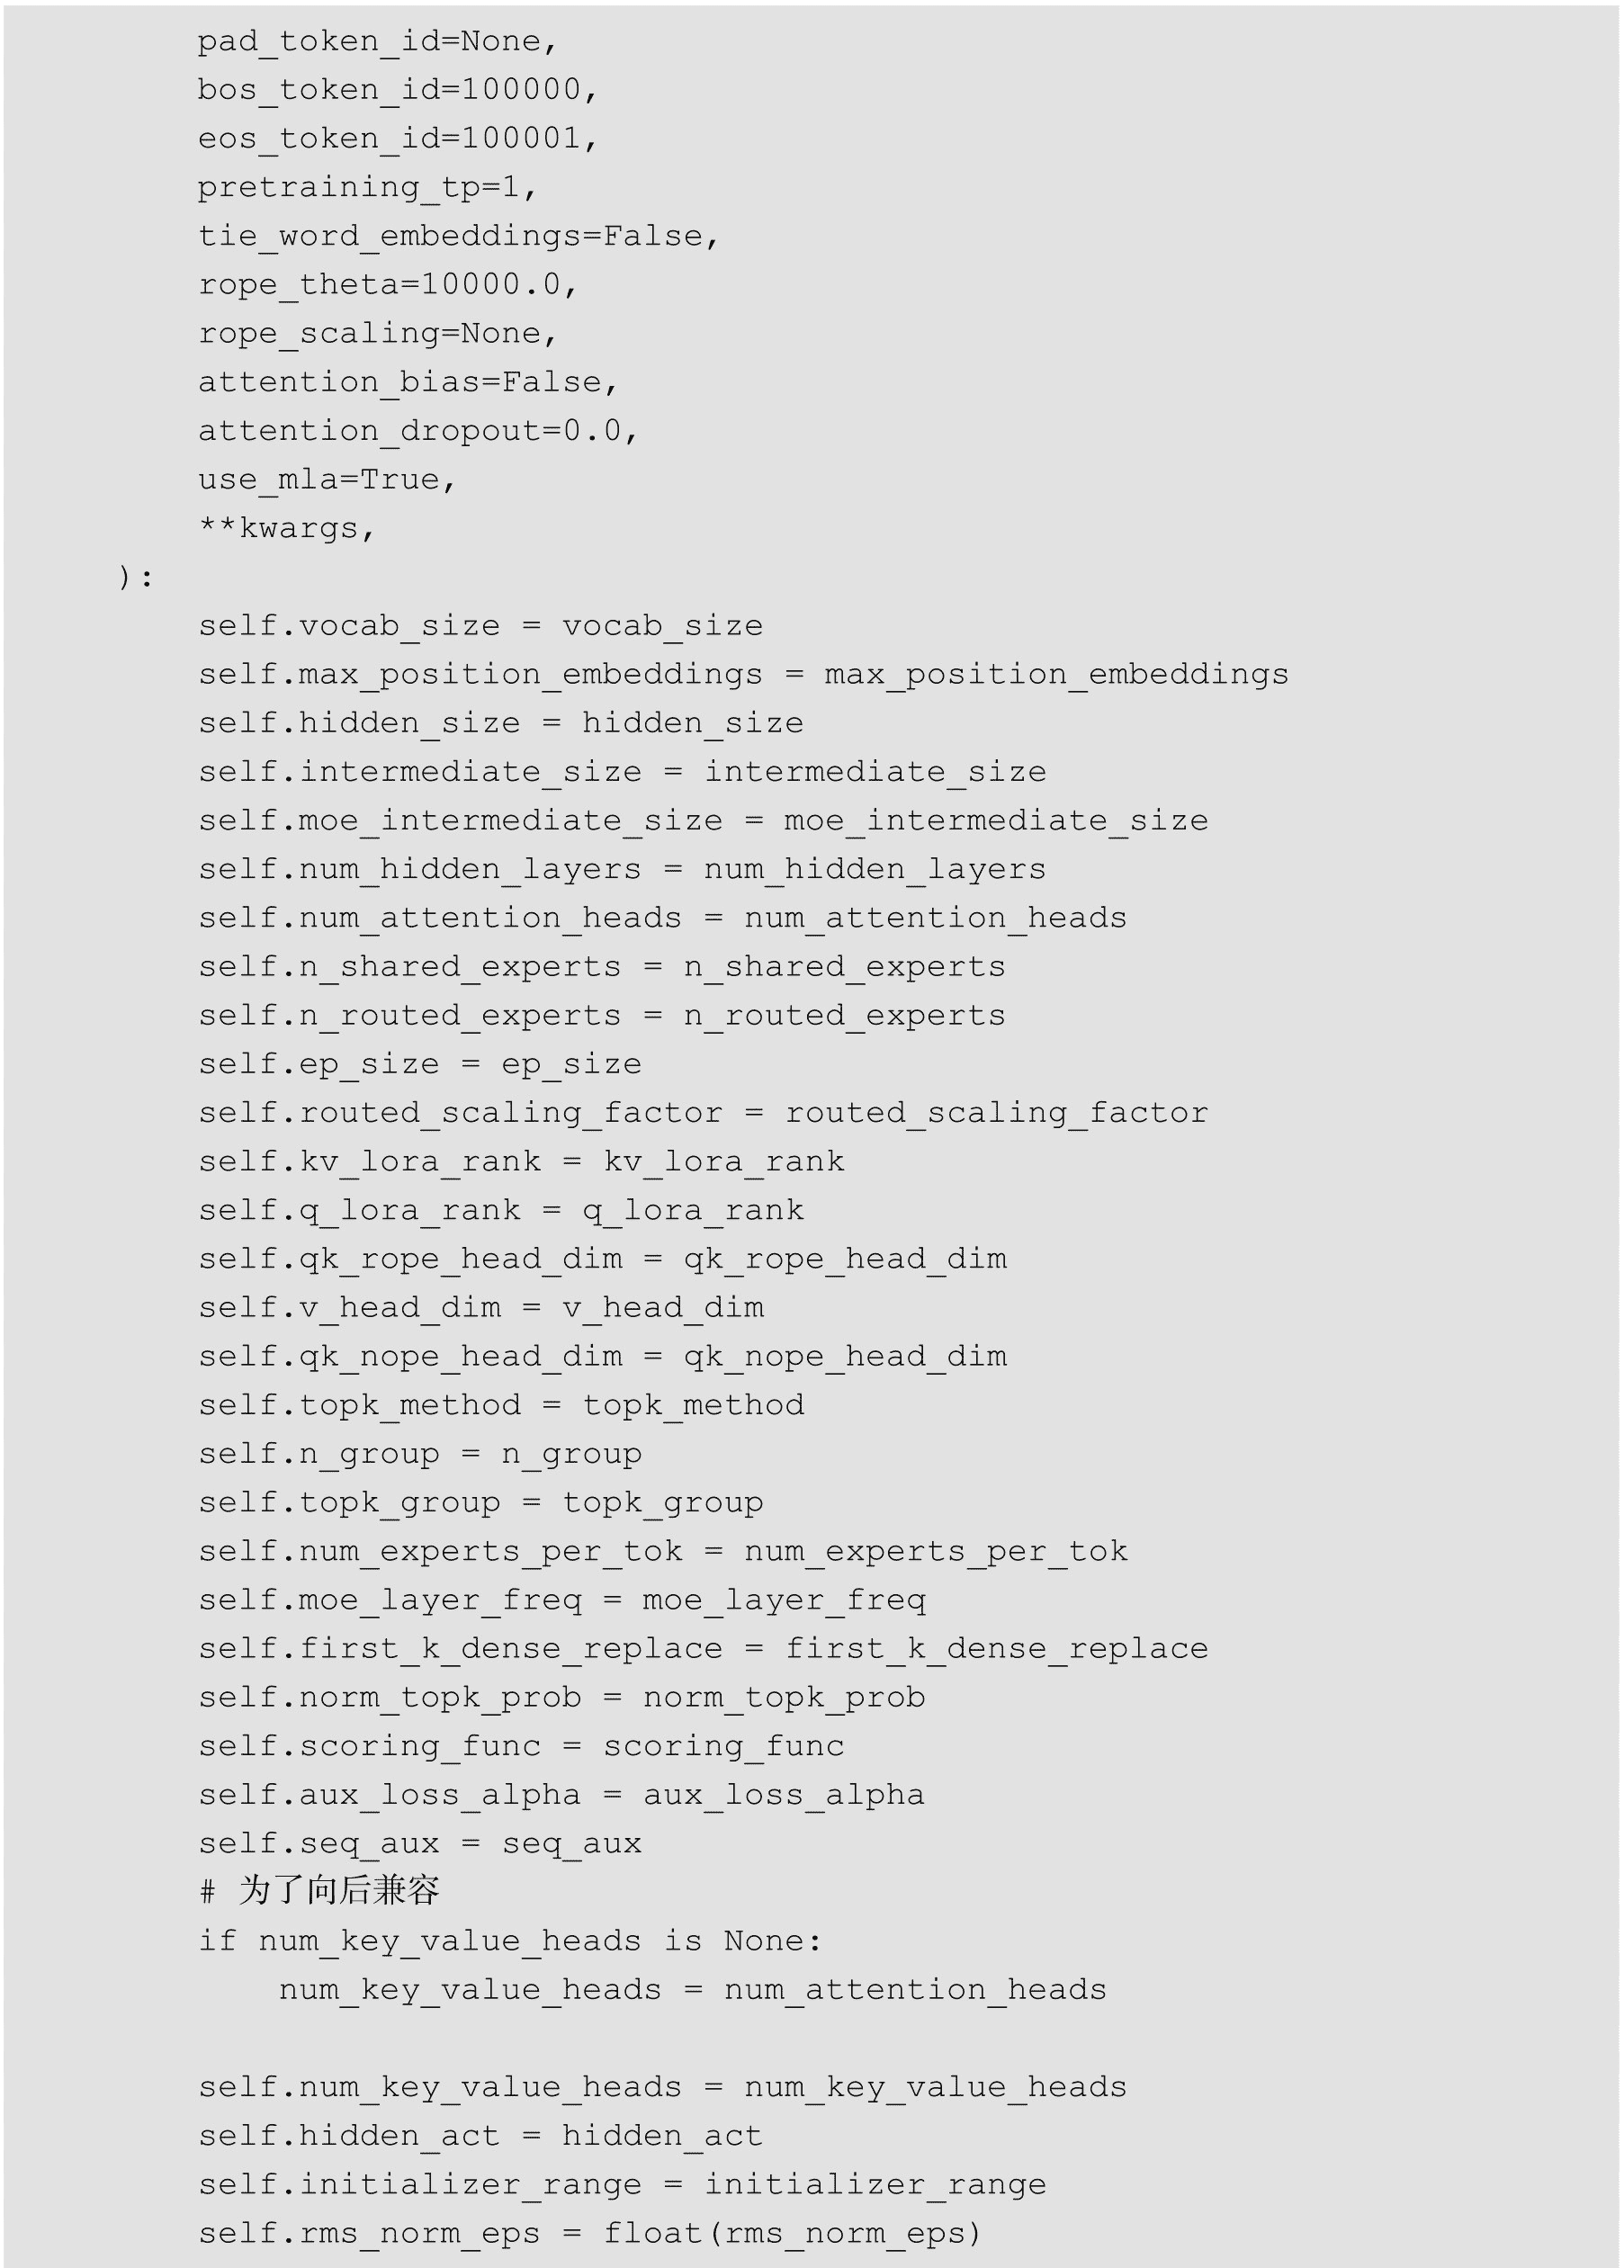 pad_token_id=None,
bos_token_id=100000,
eos_token_id=100001,
pretraining_tp=1,
tie_word_embeddings=False,
rope_theta=10000.0,
rope_scaling=None,
attention_bias=False,
attention_dropout=0.0,
use_mla=True,
**kwargs,
):
self.vocab_size = vocab_size
self.max_position_embeddings = max_position_embeddings
self.hidden_size = hidden_size
self.intermediate_size = intermediate_size
self.moe_intermediate_size = moe_intermediate_size
self.num_hidden_layers = num_hidden_layers
self.num_attention_heads = num_attention_heads
self.n_shared_experts = n_shared_experts
self.n_routed_experts = n_routed_experts
self.ep_size = ep_size
self.routed_scaling_factor = routed_scaling_factor
self.kv_lora_rank = kv_lora_rank
self.q_lora_rank = q_lora_rank
self.qk_rope_head_dim = qk_rope_head_dim
self.v_head_dim = v_head_dim
self.qk_nope_head_dim = qk_nope_head_dim
self.topk_method = topk_method
self.n_group = n_group
self.topk_group = topk_group
self.num_experts_per_tok = num_experts_per_tok
self.moe_layer_freq = moe_layer_freq
self.first_k_dense_replace = first_k_dense_replace
self.norm_topk_prob = norm_topk_prob
self.scoring_func = scoring_func
self.aux_loss_alpha = aux_loss_alpha
self.seq_aux = seq_aux
# 为了向后兼容
if num_key_value_heads is None:
num_key_value_heads = num_attention_heads
self.num_key_value_heads = num_key_value_heads
self.hidden_act = hidden_act
self.initializer_range = initializer_range
self.rms_norm_eps = float(rms_norm_eps)